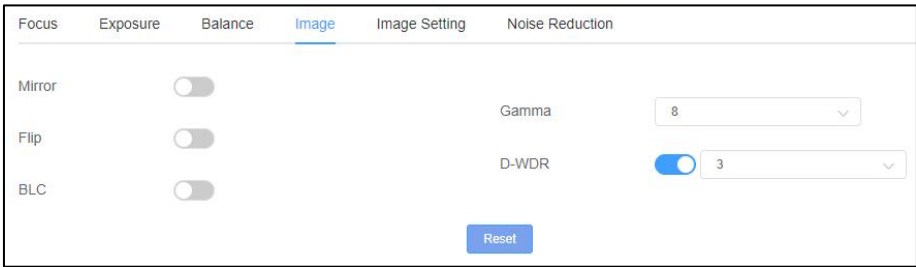 Focus Exposure Balance Image Image Setting Noise Reduction
Mirror
Gamma 8
Flip
D-WDR 3
BLC
Reset